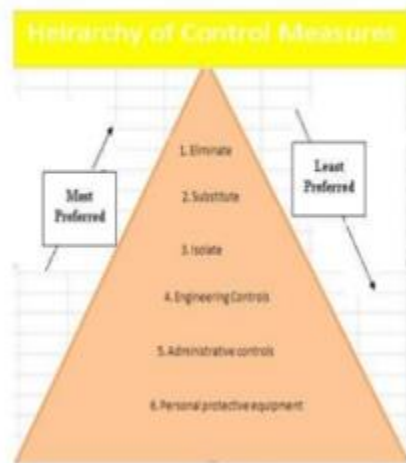 Heirarchy of Control Measures
1. Eliminate
2. Substitute
3. Isolate
4. Engineering Controls
5. Administrative controls
6. Personal protective equipment
Most
Preferred
Least
Preferred